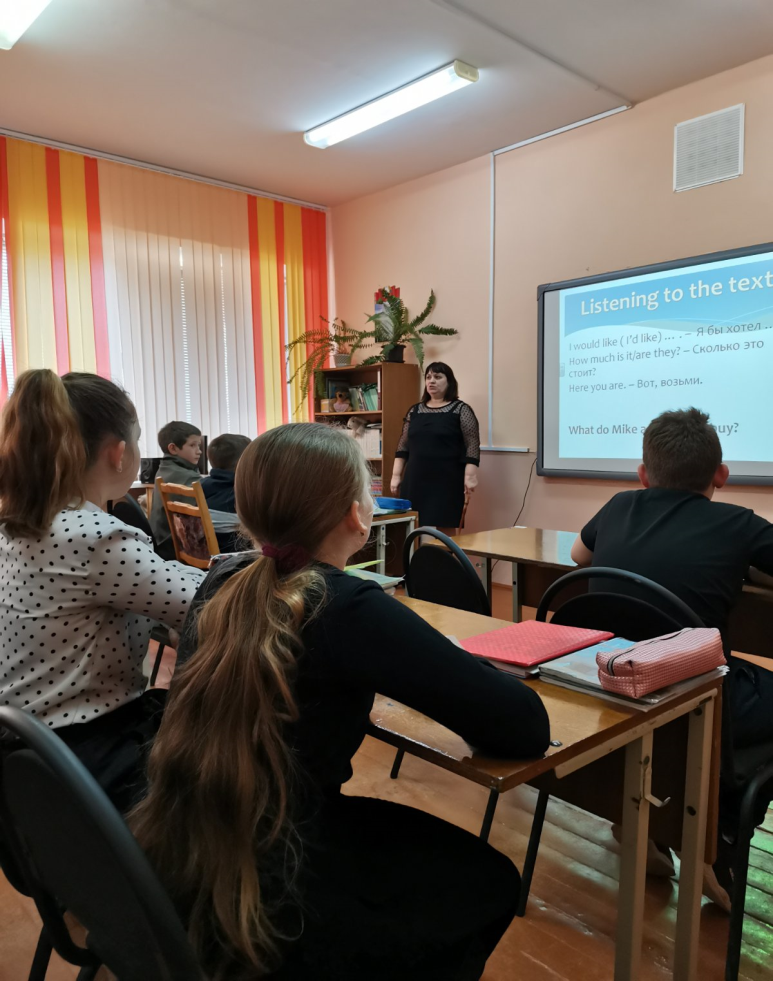 Listening to the text
I would like ( I'd like) ... . – Я бы хотел ...
How much is it/are they? – Сколько это
стоит?
Here you are. – Вот, возьми.
What do Mike buy?